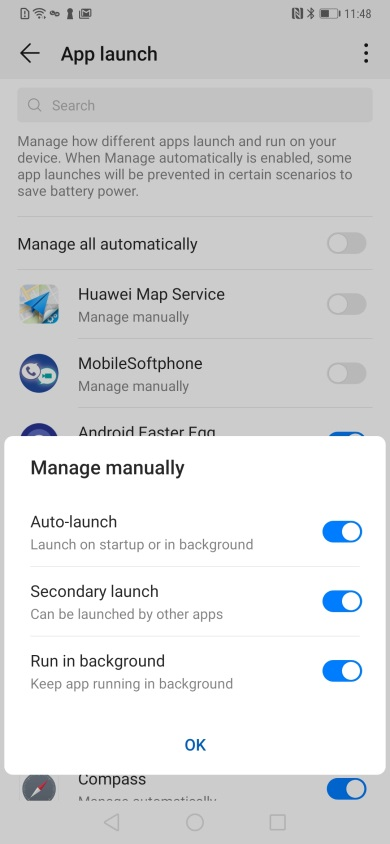 11:48
App launch
Search
Manage how different apps launch and run on your
device. When Manage automatically is enabled, some
app launches will be prevented in certain scenarios to
save battery power.
Manage all automatically
Huawei Map Service
Manage manually
MobileSoftphone
Manage manually
Android Easter Egg
Manage manually
Auto-launch
Launch on startup or in background
Secondary launch
Can be launched by other apps
Run in background
Keep app running in background
OK
Compass
Manage automatically